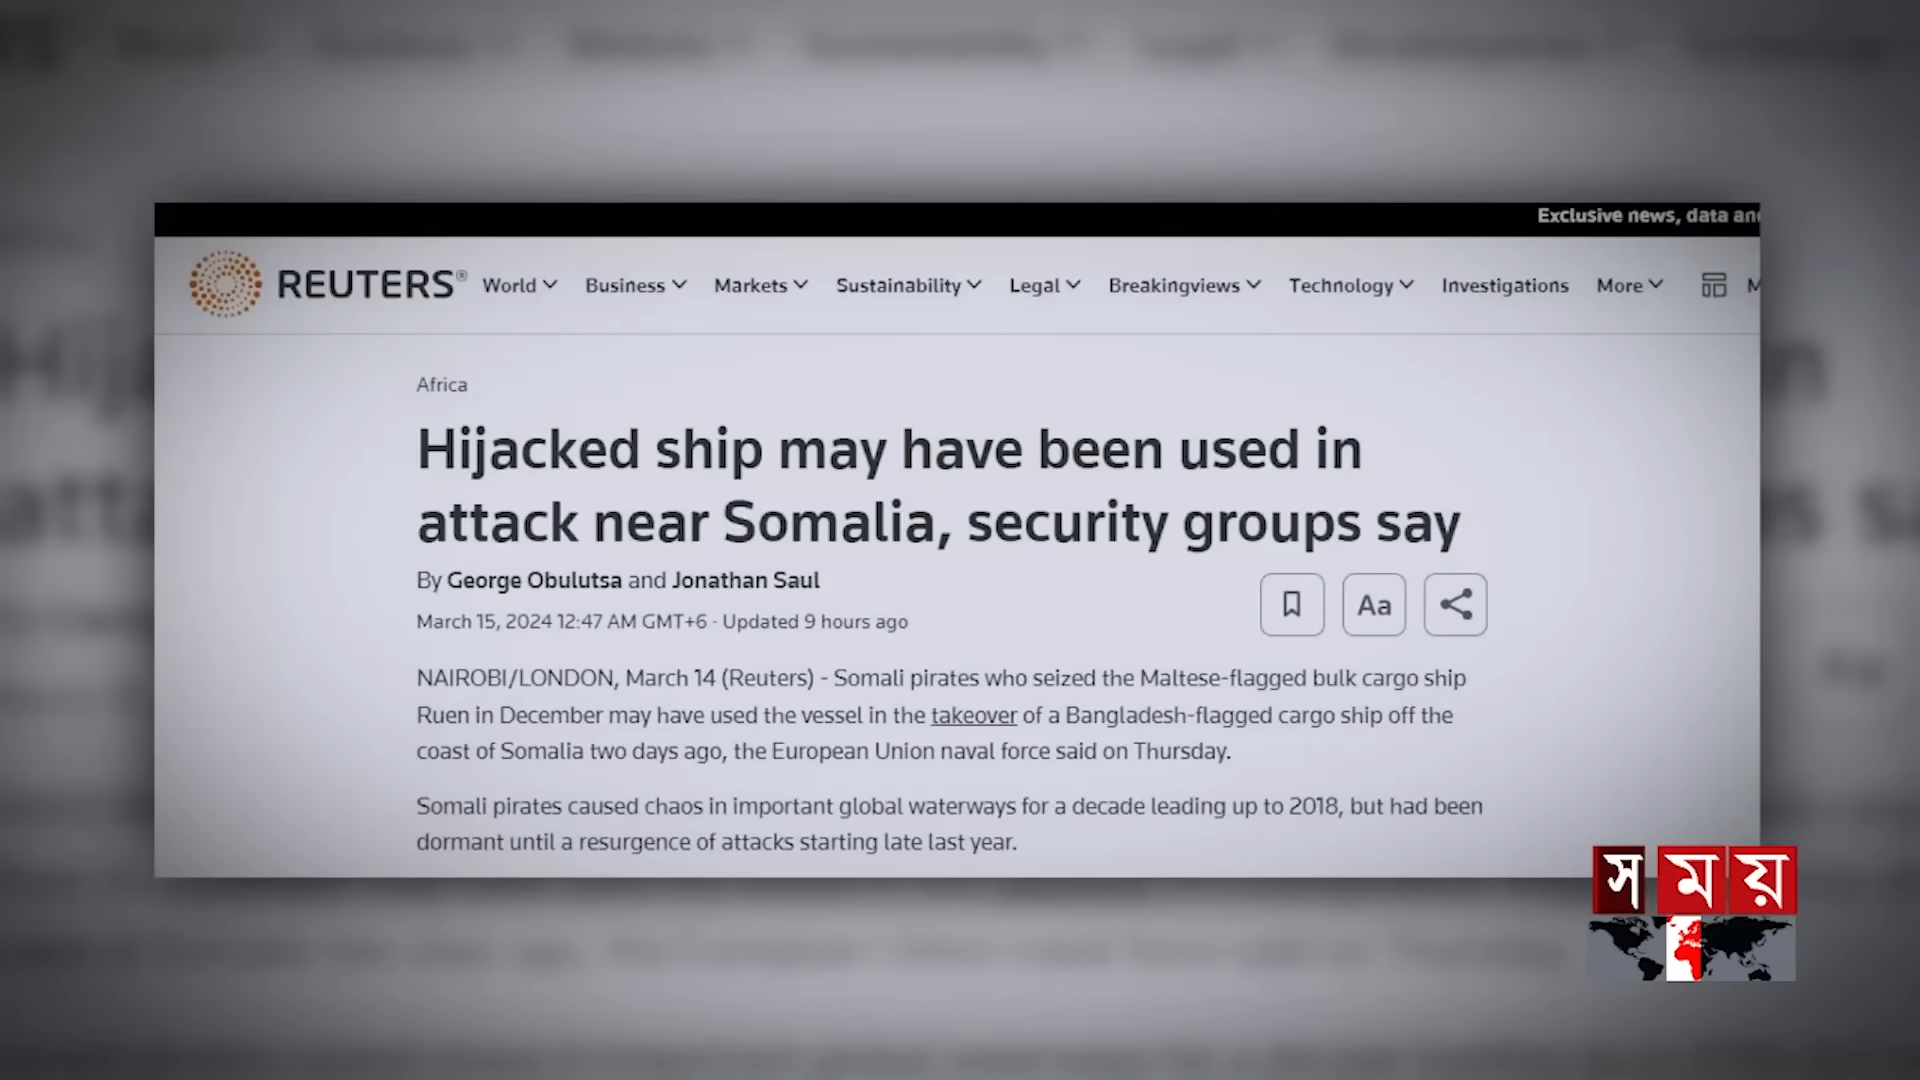 Exclusive news, data and
REUTERS® World Business Markets Sustainability Legal Breakingviews Technology Investigations More M
Africa
Hijacked ship may have been used in
attack near Somalia, security groups say
By George Obulutsa and Jonathan Saul
Aa
March 15, 2024 12:47 AM GMT+6 · Updated 9 hours ago
NAIROBI/LONDON, March 14 (Reuters) - Somali pirates who seized the Maltese-flagged bulk cargo ship
Ruen in December may have used the vessel in the takeover of a Bangladesh-flagged cargo ship off the
coast of Somalia two days ago, the European Union naval force said on Thursday.
Somali pirates caused chaos in important global waterways for a decade leading up to 2018, but had been
dormant until a resurgence of attacks starting late last year.
সময়